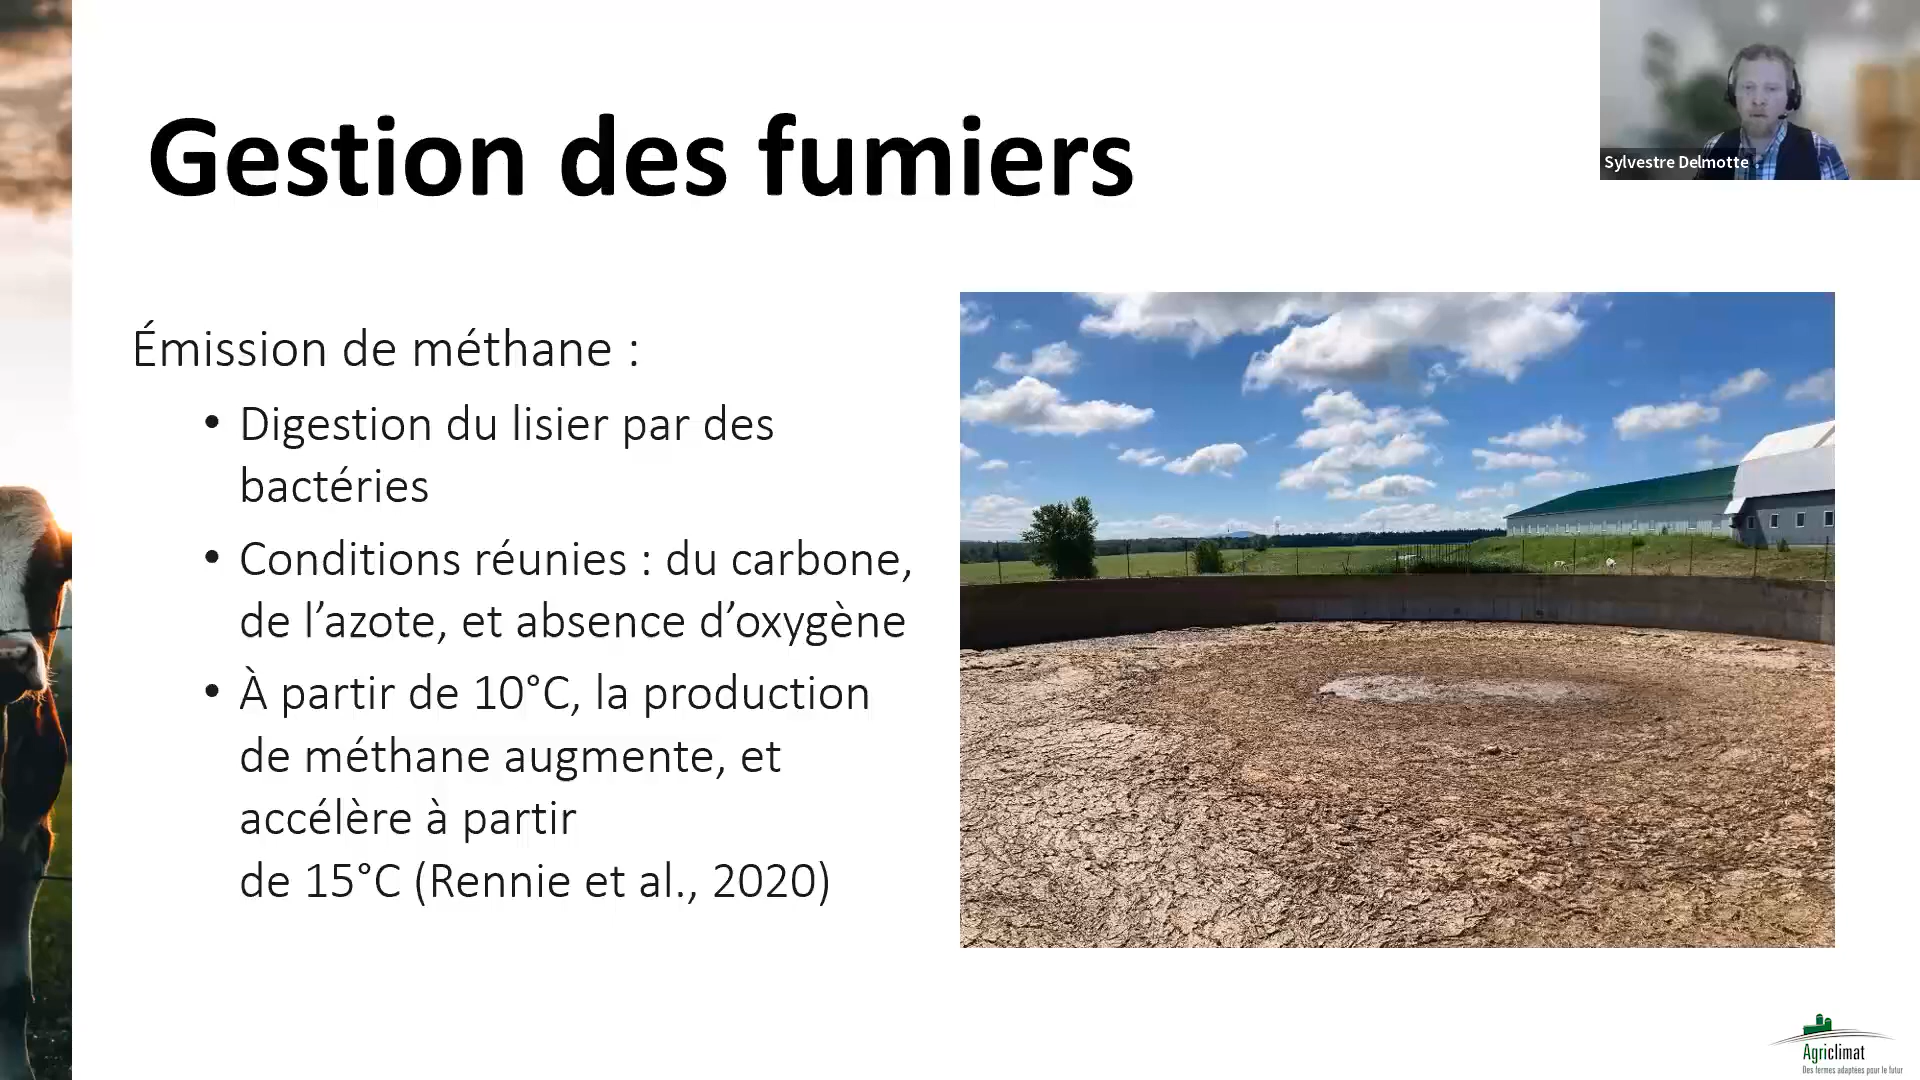 Gestion des fumiers
Sylvestre Delmotte
Émission de méthane :
• Digestion du lisier par des
bactéries
• Conditions réunies : du carbone,
de l’azote, et absence d’oxygène
• À partir de 10°C, la production
de méthane augmente, et
accélère à partir
de 15°C (Rennie et al., 2020)
Agriclimat
Des fermes adaptées pour le futur